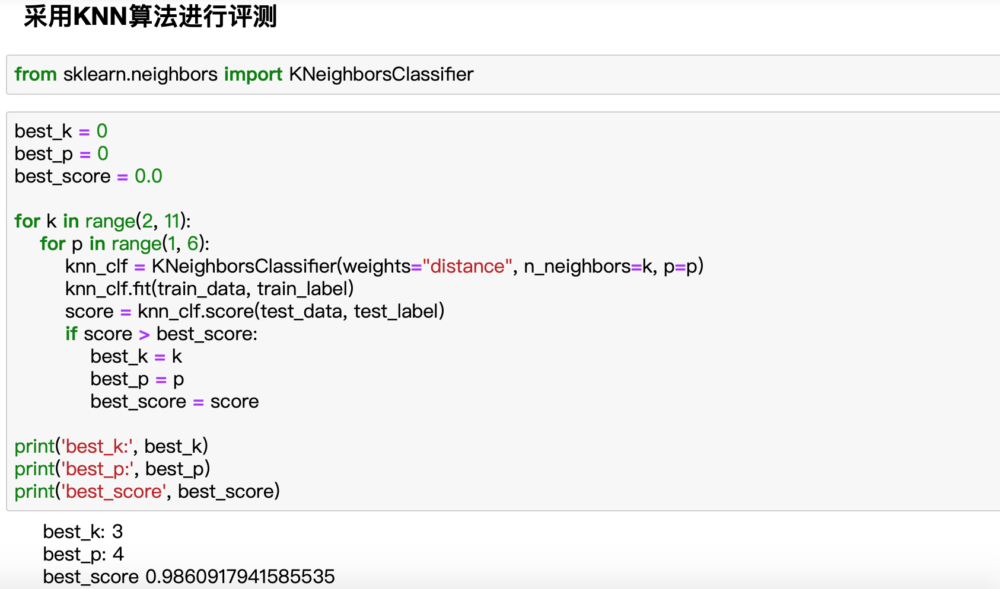 采用KNN算法进行评测
from sklearn.neighbors import KNeighborsClassifier
best_k = 0
best_p = 0
best_score = 0.0
for k in range(2, 11):
for p in range(1, 6):
knn_clf = KNeighborsClassifier(weights="distance", n_neighbors=k, p=p)
knn_clf.fit(train_data, train_label)
score = knn_clf.score(test_data, test_label)
if score > best_score:
best_k = k
best_p = p
best_score = score
print('best_k:', best_k)
print('best_p:', best_p)
print('best_score', best_score)
best_k: 3
best_p: 4
best_score 0.9860917941585535